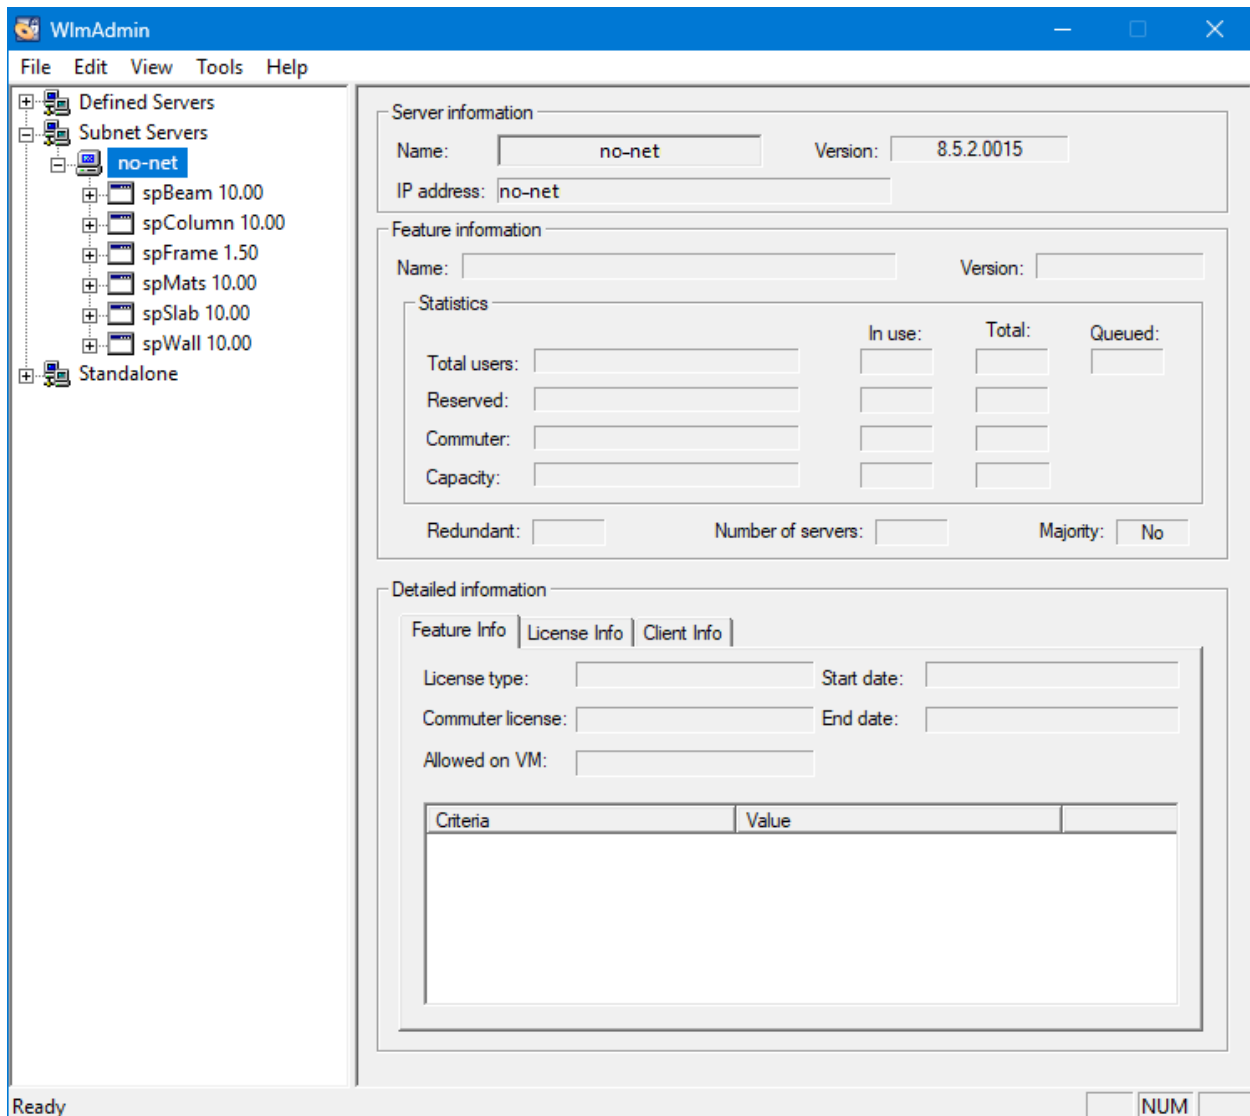 WlmAdmin
File Edit View Tools Help
Defined Servers
Subnet Servers
no-net
spBeam 10.00
spColumn 10.00
spFrame 1.50
spMats 10.00
spSlab 10.00
spWall 10.00
Standalone
Server information
Name: no-net Version: 8.5.2.0015
IP address: no-net
Feature information
Name: Version:
Statistics
In use: Total: Queued:
Total users:
Reserved:
Commuter:
Capacity:
Redundant: Number of servers: Majority: No
Detailed information
Feature Info License Info Client Info
License type: Start date:
Commuter license: End date:
Allowed on VM:
Criteria Value
Ready NUM